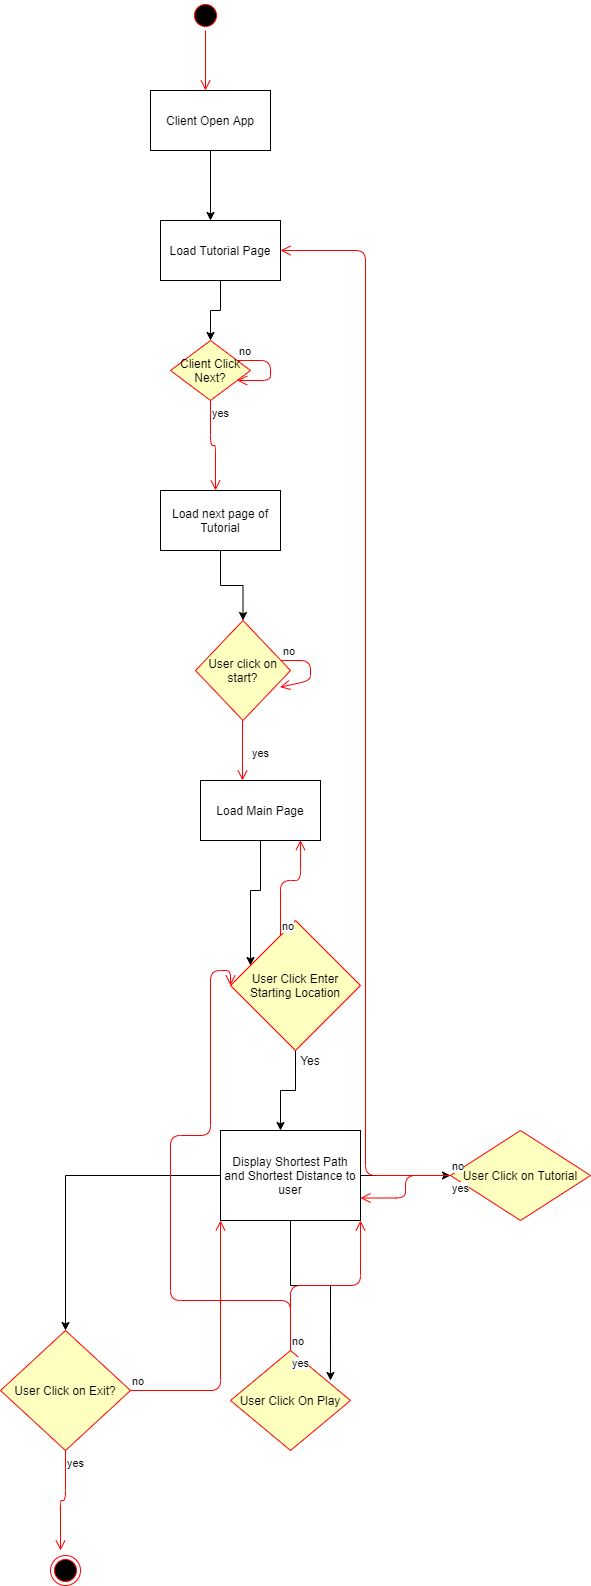 Client Open App
Load Tutorial Page
no
Client Click
Next?
yes
Load next page of
Tutorial
no
User click on
start?
yes
Load Main Page
no
User Click Enter
Starting Location
Yes
Display Shortest Path
and Shortest Distance to
user
no
User Click on Tutorial
yes
no
yes
User Click On Play
User Click on Exit?
no
yes